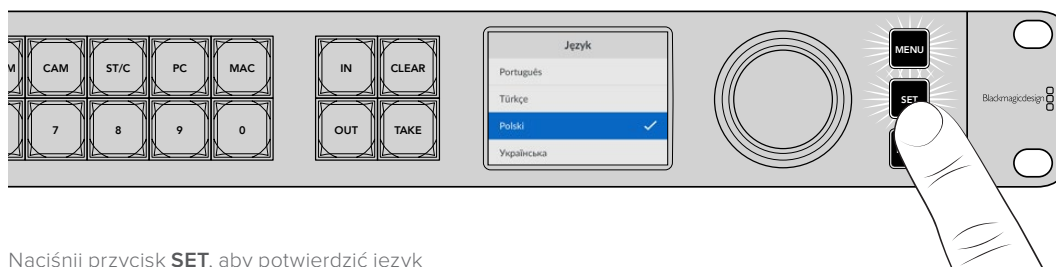 CAM ST/C PC MAC
7 8 9 0
IN CLEAR
OUT TAKE
Język
Português
Türkçe
Polski
Українська
MENU
SET
Blackmagicdesign
Naciśnij przycisk SET, aby potwierdzić język